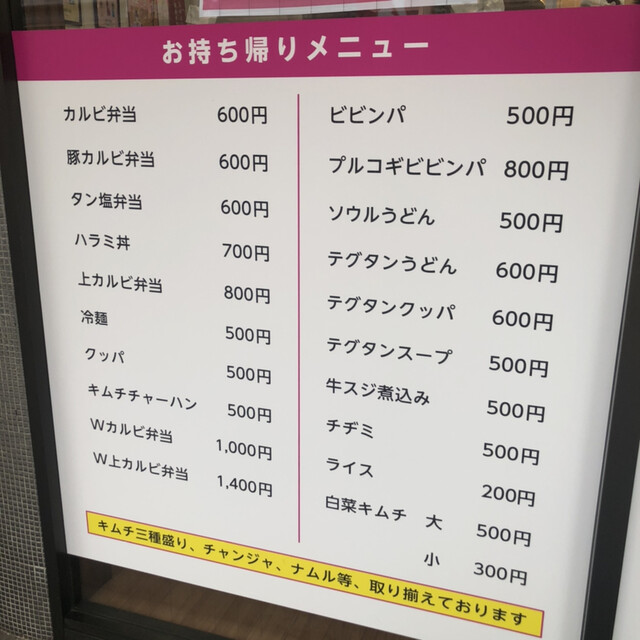 お持ち帰りメニュー
カルビ弁当 600円
豚カルビ弁当 600円
タン塩弁当 600円
ハラミ丼 700円
上カルビ弁当 800円
冷麺 500円
クッパ 500円
キムチチャーハン 500円
Wカルビ弁当 1,000円
W上カルビ弁当 1,400円
ビビンパ 500円
プルコギビビンパ 800円
ソウルうどん 500円
テグタンうどん 600円
テグタンクッパ 600円
テグタンスープ 500円
牛スジ煮込み 500円
チヂミ 500円
ライス 200円
白菜キムチ 大 500円
小 300円
キムチ三種盛り、チャンジャ、ナムル等、取り揃えております